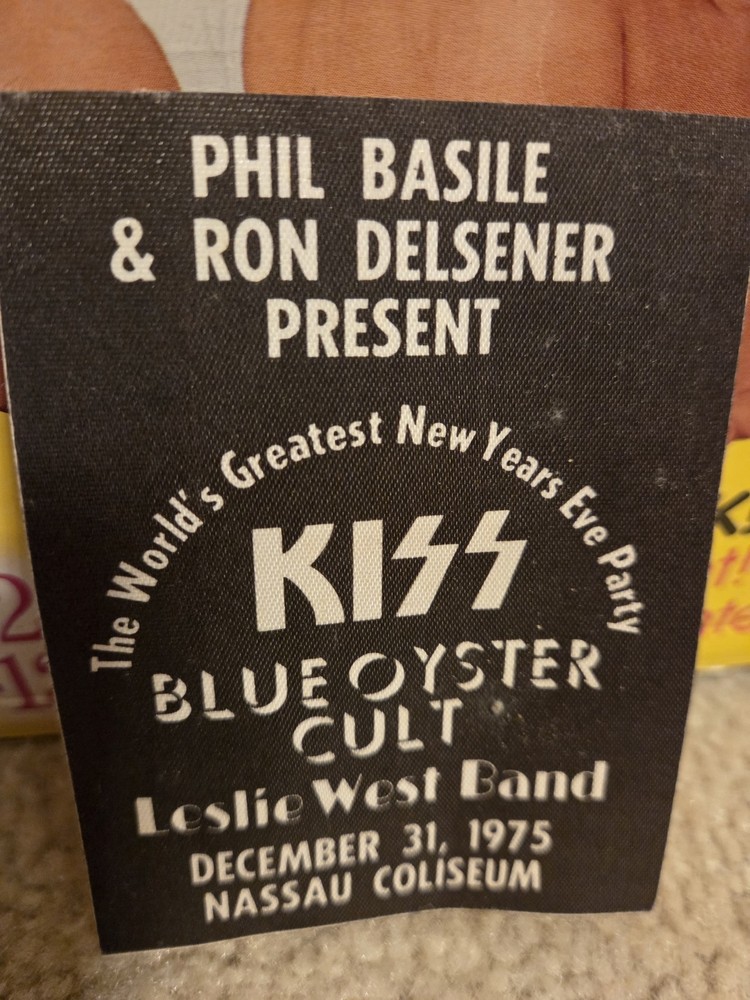 PHIL BASILE
& RON DELSENER
PRESENT
The World's Greatest New Years Eve Party
KISS
BLUE OYSTER
CULT
Leslie West Band
DECEMBER 31, 1975
NASSAU COLISEUM